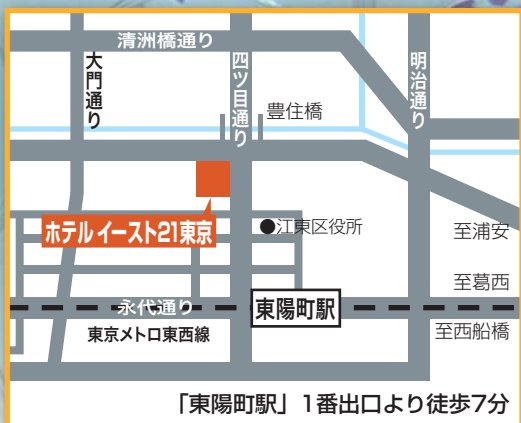 清洲橋通り
大門通り
四ツ目通り
明治通り
豊住橋
ホテル イースト21東京
●江東区役所
至浦安
至葛西
永代通り
東陽町駅
東京メトロ東西線
至西船橋
「東陽町駅」1番出口より徒歩7分